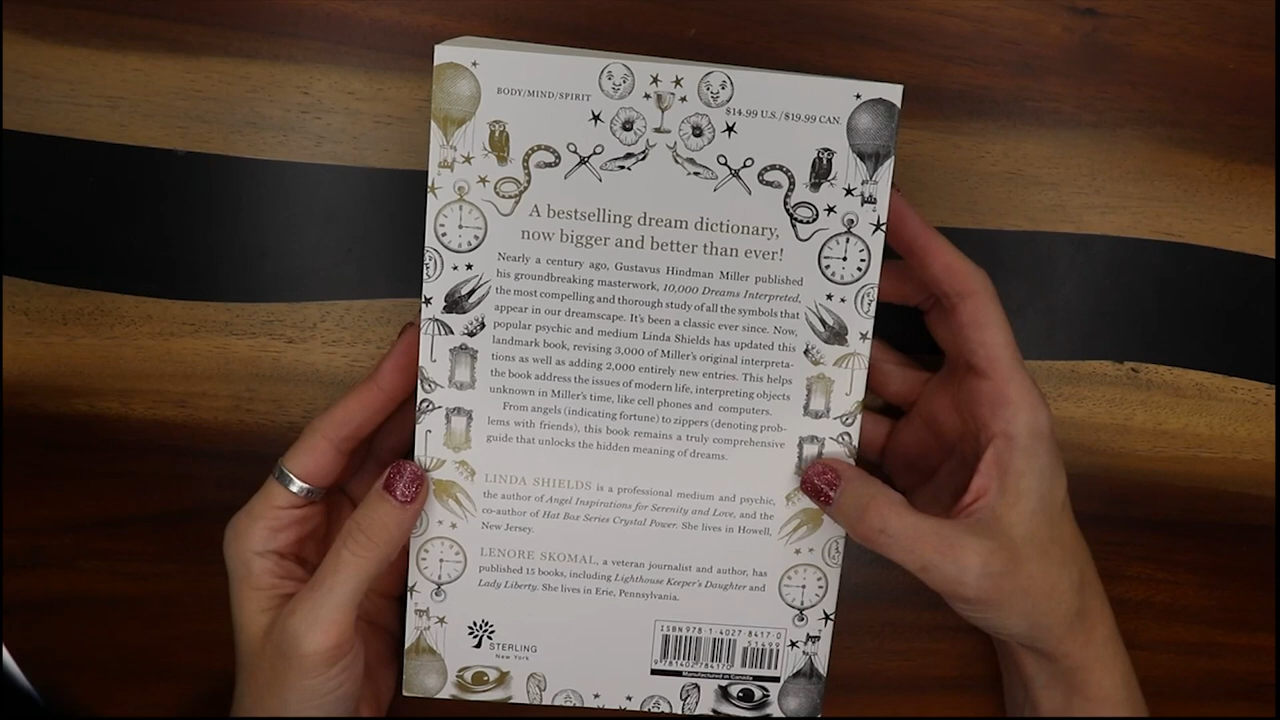 BODY/MIND/SPIRIT
$14.99 U.S./$19.99 CAN.
A bestselling dream dictionary,
now bigger and better than ever!
Nearly a century ago, Gustavus Hindman Miller published
his groundbreaking masterwork, 10,000 Dreams Interpreted,
the most compelling and thorough study of all the symbols that
appear in our dreamscape. It's been a classic ever since. Now,
popular psychic and medium Linda Shields has updated this
landmark book, revising 3,000 of Miller's original interpreta-
tions as well as adding 2,000 entirely new entries. This helps
the book address the issues of modern life, interpreting objects
unknown in Miller's time, like cell phones and computers.
From angels (indicating fortune) to zippers (denoting prob-
lems with friends), this book remains a truly comprehensive
guide that unlocks the hidden meaning of dreams.
LINDA SHIELDS is a professional medium and psychic,
the author of Angel Inspirations for Serenity and Love, and the
co-author of Hat Box Series Crystal Power. She lives in Howell,
New Jersey.
LENORE SKOMAL, a veteran journalist and author, has
published 15 books, including Lighthouse Keeper's Daughter and
Lady Liberty. She lives in Erie, Pennsylvania.
STERLING
New York
ISBN 978-1-4027-8417-0
51499
9 781402 784170
Manufactured in Canada